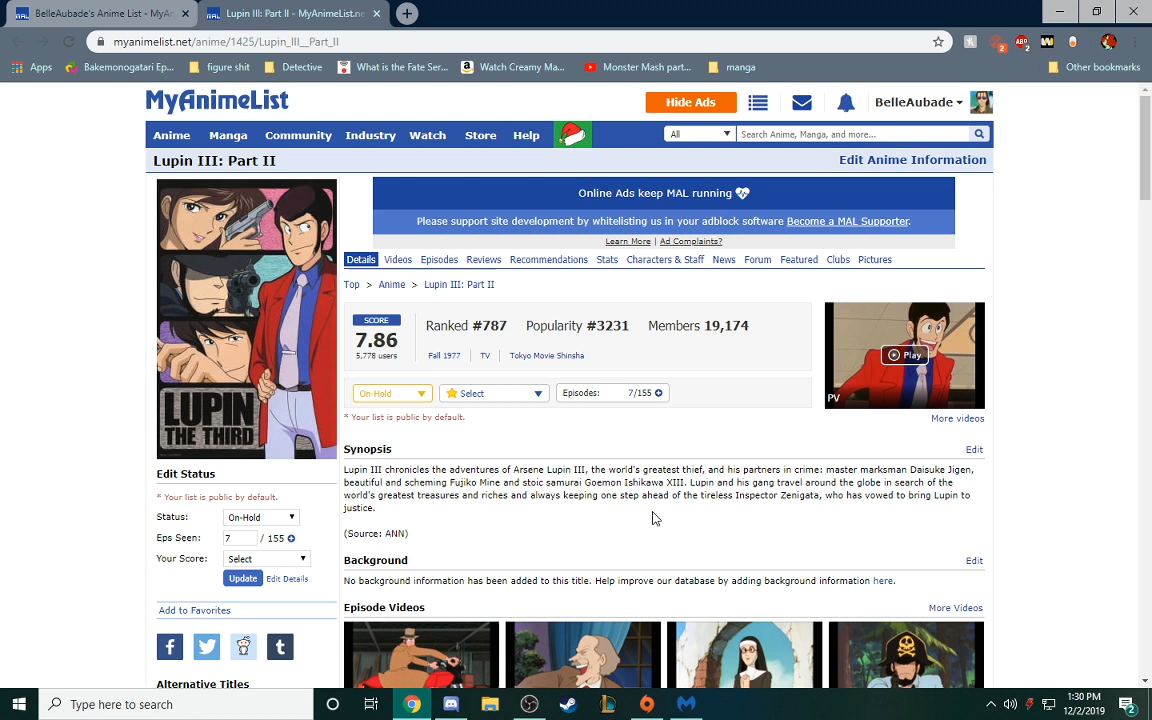 BelleAubade's Anime List - MyAn
Lupin III: Part II - MyAnimeList.ne
myanimelist.net/anime/1425/Lupin_III__Part_II
Apps
Bakemonogatari Ep...
figure shit
Detective
What is the Fate Ser...
Watch Creamy Ma...
Monster Mash part...
manga
Other bookmarks
MyAnimeList
Hide Ads
BelleAubade
Anime Manga Community Industry Watch Store Help
All
Search Anime, Manga, and more...
Lupin III: Part II
Edit Anime Information
Online Ads keep MAL running
Please support site development by whitelisting us in your adblock software Become a MAL Supporter.
Learn More | Ad Complaints?
Details Videos Episodes Reviews Recommendations Stats Characters & Staff News Forum Featured Clubs Pictures
Top > Anime > Lupin III: Part II
SCORE
7.86
5,778 users
Ranked #787 Popularity #3231 Members 19,174
Fall 1977 | TV | Tokyo Movie Shinsha
On-Hold
Select
Episodes: 7/155
* Your list is public by default.
Play
PV
More videos
LUPIN
THE THIRD
Synopsis
Edit
Lupin III chronicles the adventures of Arsene Lupin III, the world's greatest thief, and his partners in crime: master marksman Daisuke Jigen,
beautiful and scheming Fujiko Mine and stoic samurai Goemon Ishikawa XIII. Lupin and his gang travel around the globe in search of the
world's greatest treasures and riches and always keeping one step ahead of the tireless Inspector Zenigata, who has vowed to bring Lupin to
justice.
(Source: ANN)
Background
Edit
No background information has been added to this title. Help improve our database by adding background information here.
Episode Videos
More Videos
Edit Status
* Your list is public by default.
Status: On-Hold
Eps Seen: 7 / 155
Your Score: Select
Update Edit Details
Add to Favorites
Alternative Titles
Type here to search
1:30 PM
12/2/2019